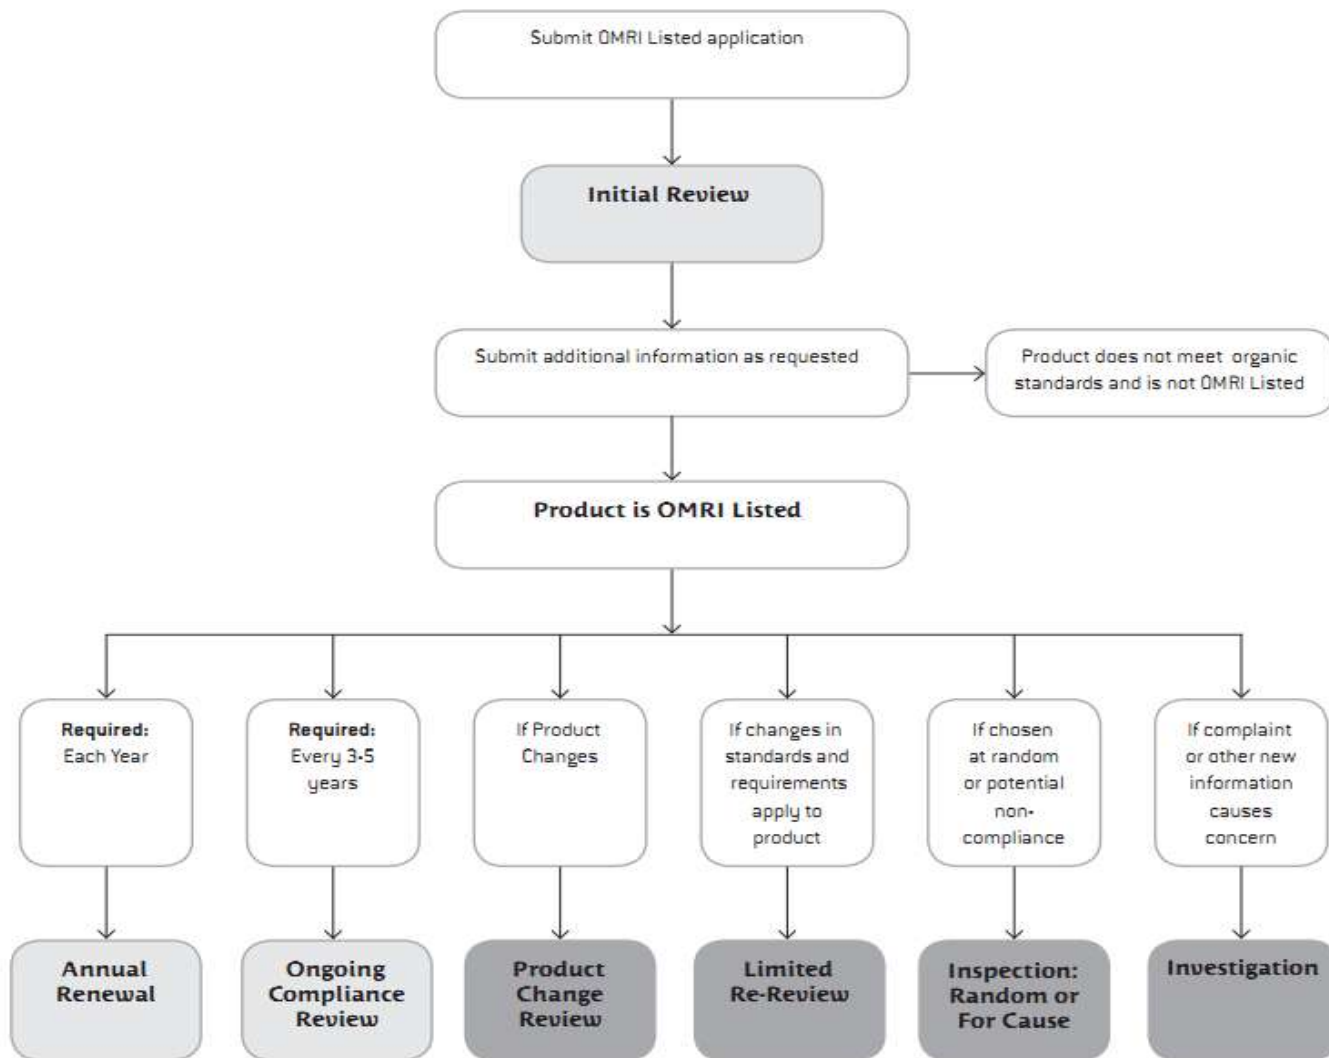 Submit OMRI Listed application
Initial Review
Submit additional information as requested
Product does not meet organic
standards and is not OMRI Listed
Product is OMRI Listed
Required:
Each Year
Required:
Every 3-5
years
If Product
Changes
If changes in
standards and
requirements
apply to
product
If chosen
at random
or potential
non-
compliance
If complaint
or other new
information
causes
concern
Annual
Renewal
Ongoing
Compliance
Review
Product
Change
Review
Limited
Re-Review
Inspection:
Random or
For Cause
Investigation